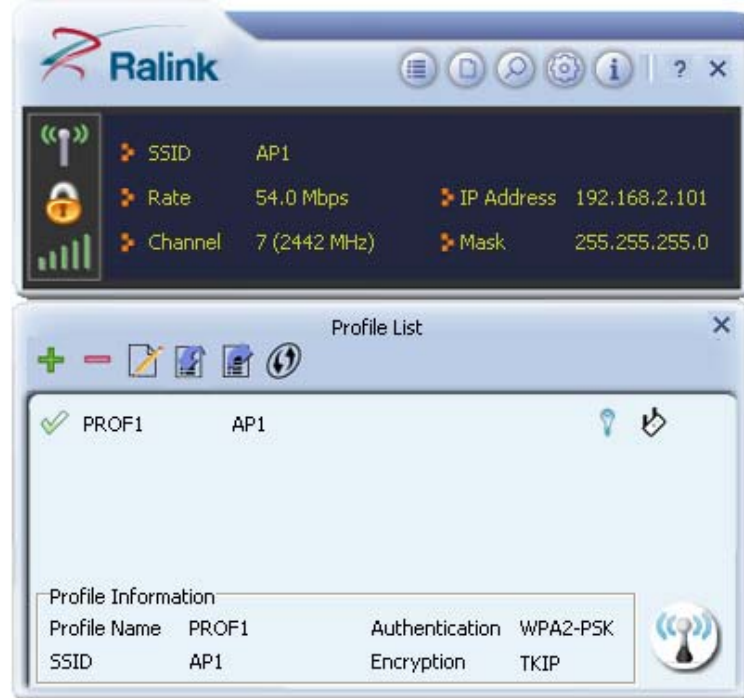 Ralink
? ×
SSID AP1
Rate 54.0 Mbps IP Address 192.168.2.101
Channel 7 (2442 MHz) Mask 255.255.255.0
Profile List
PROF1 AP1
Profile Information
Profile Name PROF1 Authentication WPA2-PSK
SSID AP1 Encryption TKIP